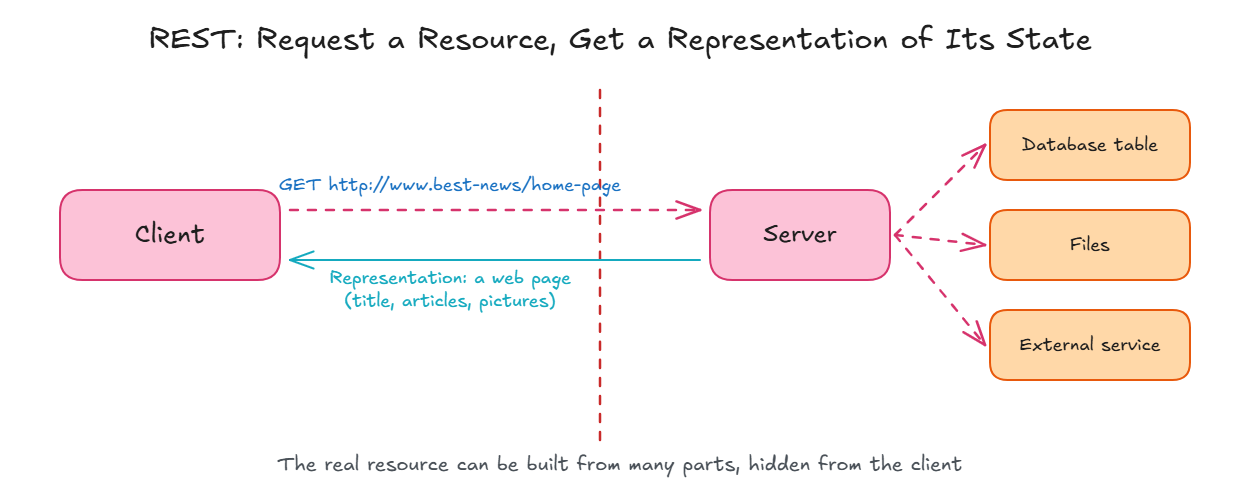 REST: Request a Resource, Get a Representation of Its State
GET http://www.best-news/home-page
Client
Server
Representation: a web page
(title, articles, pictures)
Database table
Files
External service
The real resource can be built from many parts, hidden from the client